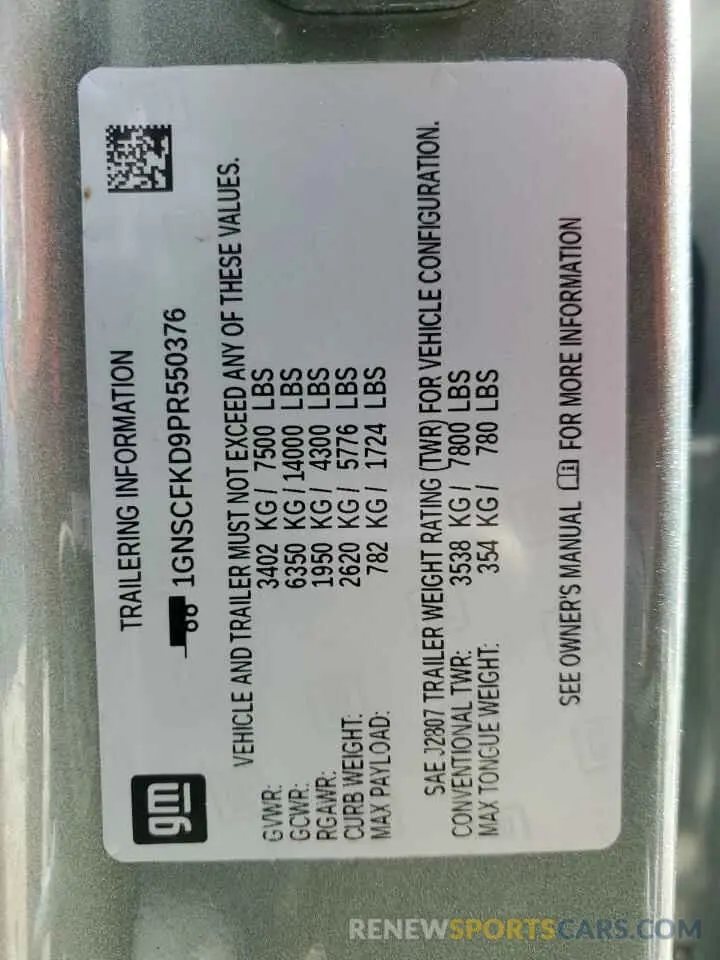 gm
TRAILERING INFORMATION
1GNSCFKD9PR550376
VEHICLE AND TRAILER MUST NOT EXCEED ANY OF THESE VALUES.
GVWR: 3402 KG / 7500 LBS
GCWR: 6350 KG / 14000 LBS
RGAWR: 1950 KG / 4300 LBS
CURB WEIGHT: 2620 KG / 5776 LBS
MAX PAYLOAD: 782 KG / 1724 LBS
SAE J2807 TRAILER WEIGHT RATING (TWR) FOR VEHICLE CONFIGURATION.
CONVENTIONAL TWR: 3538 KG / 7800 LBS
MAX TONGUE WEIGHT: 354 KG / 780 LBS
SEE OWNER'S MANUAL FOR MORE INFORMATION
RENEWSPORTSCARS.COM